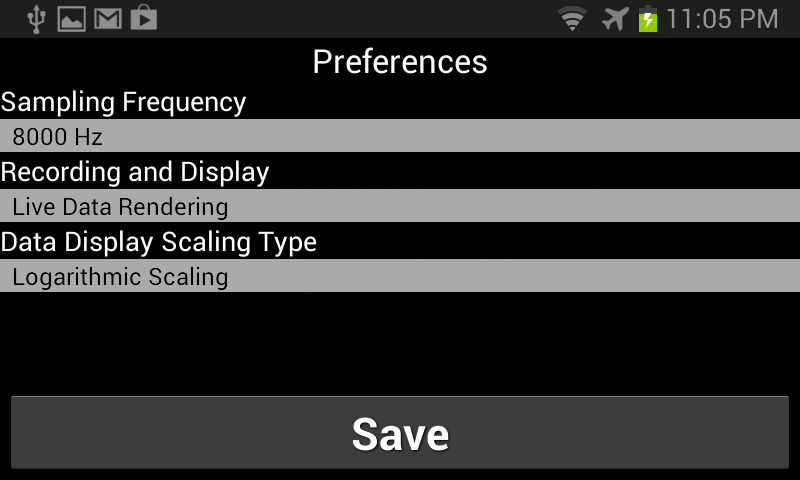 11:05 PM
Preferences
Sampling Frequency
8000 Hz
Recording and Display
Live Data Rendering
Data Display Scaling Type
Logarithmic Scaling
Save